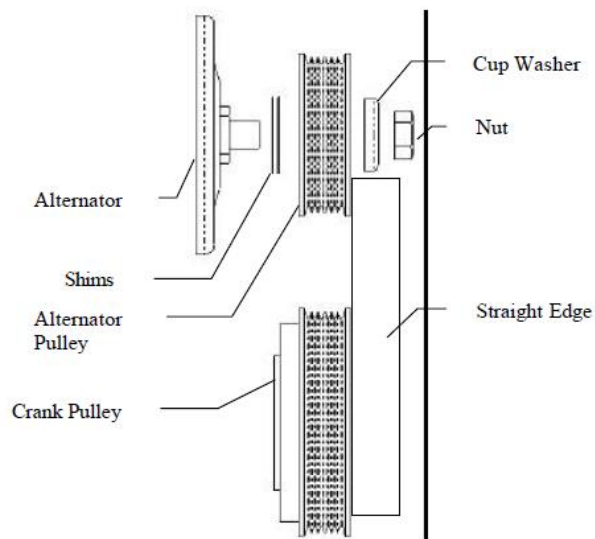 Cup Washer
Nut
Alternator
Shims
Alternator
Pulley
Straight Edge
Crank Pulley